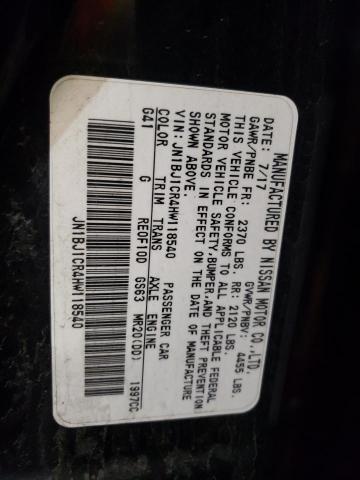 MANUFACTURED BY NISSAN MOTOR CO.,LTD.
DATE: 7/17 GVWR/PNBV: 4455 LBS.
GAWR/PNBE FR: 2370 LBS. RR: 2120 LBS.
THIS VEHICLE CONFORMS TO ALL APPLICABLE FEDERAL
MOTOR VEHICLE SAFETY,BUMPER,AND THEFT PREVENTION
STANDARDS IN EFFECT ON THE DATE OF MANUFACTURE
SHOWN ABOVE.
VIN: JN1BJ1CR4HW118540 PASSENGER CAR
COLOR TRIM TRANS AXLE ENGINE
G41 G RE0F10D GS63 MR20(DD) 1997CC
JN1BJ1CR4HW118540